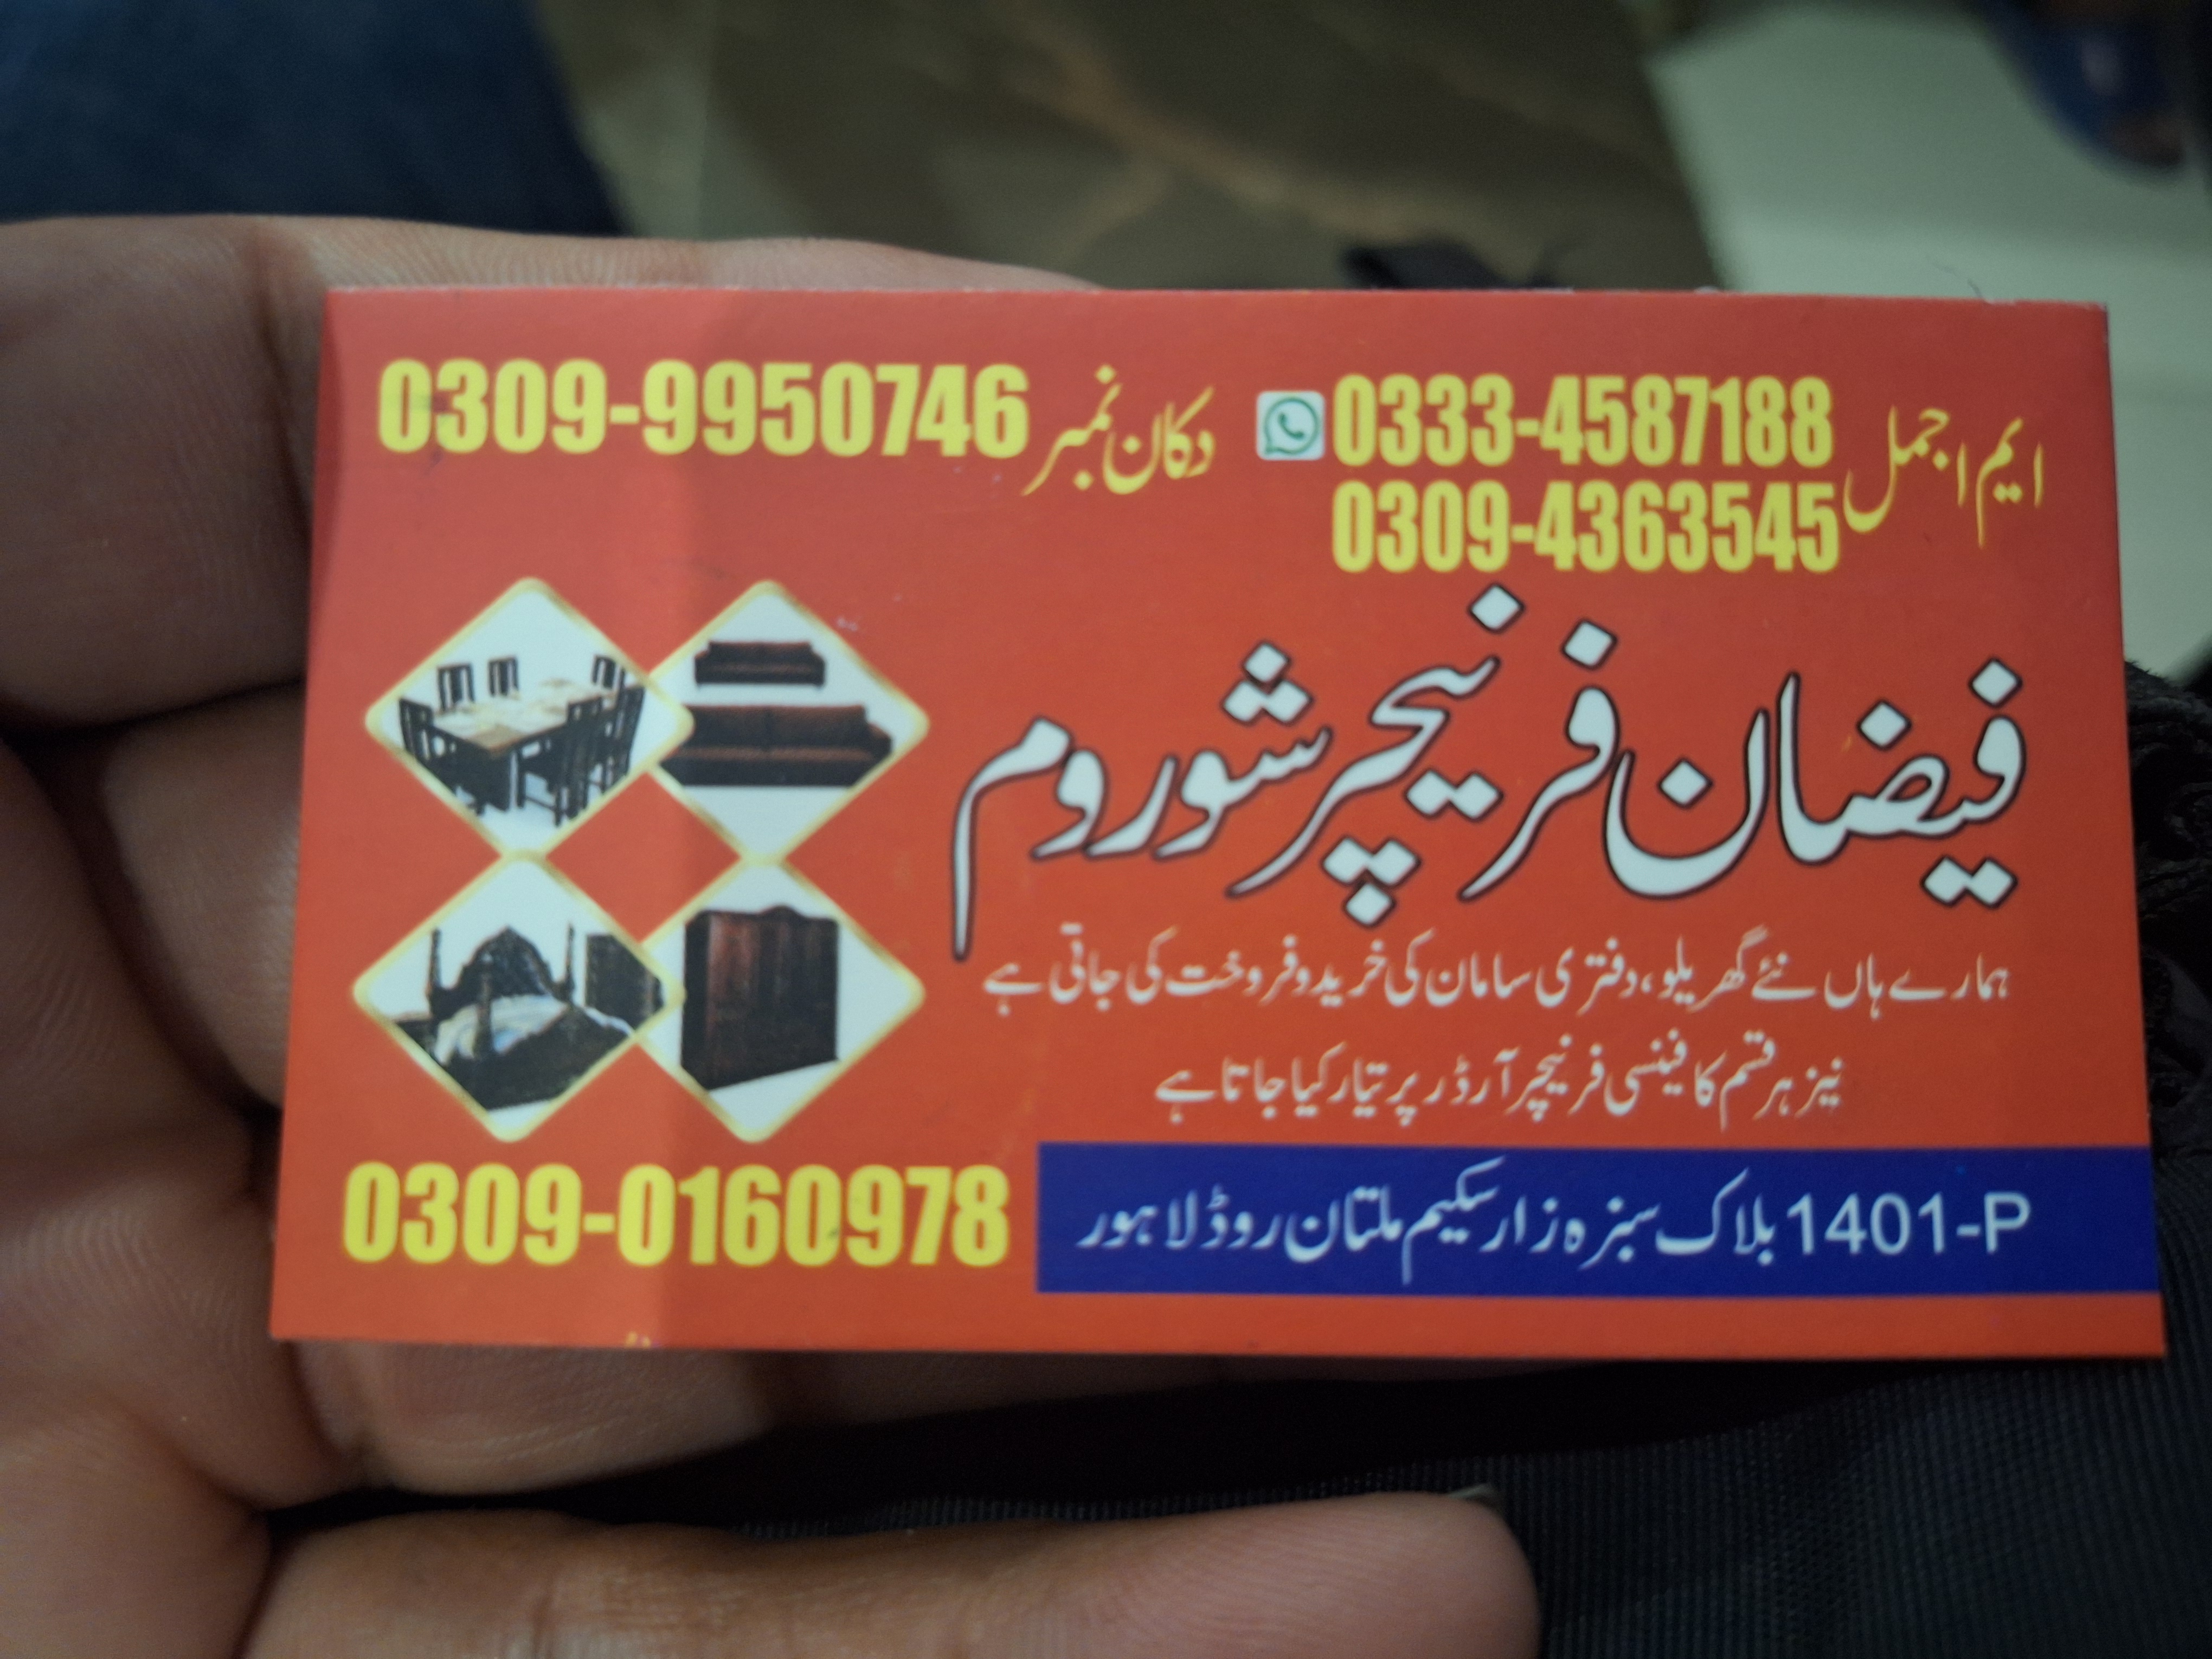 ایم اجمل 0333-4587188
0309-4363545
دکان نمبر 0309-9950746
فیضان فرنیچر شوروم
ہمارے ہاں نئے گھریلو، دفتری سامان کی خرید و فروخت کی جاتی ہے
نیز ہر قسم کا فینسی فرنیچر آرڈر پر تیار کیا جاتا ہے
1401-P بلاک سبزہ زار سکیم ملتان روڈ لاہور
0309-0160978